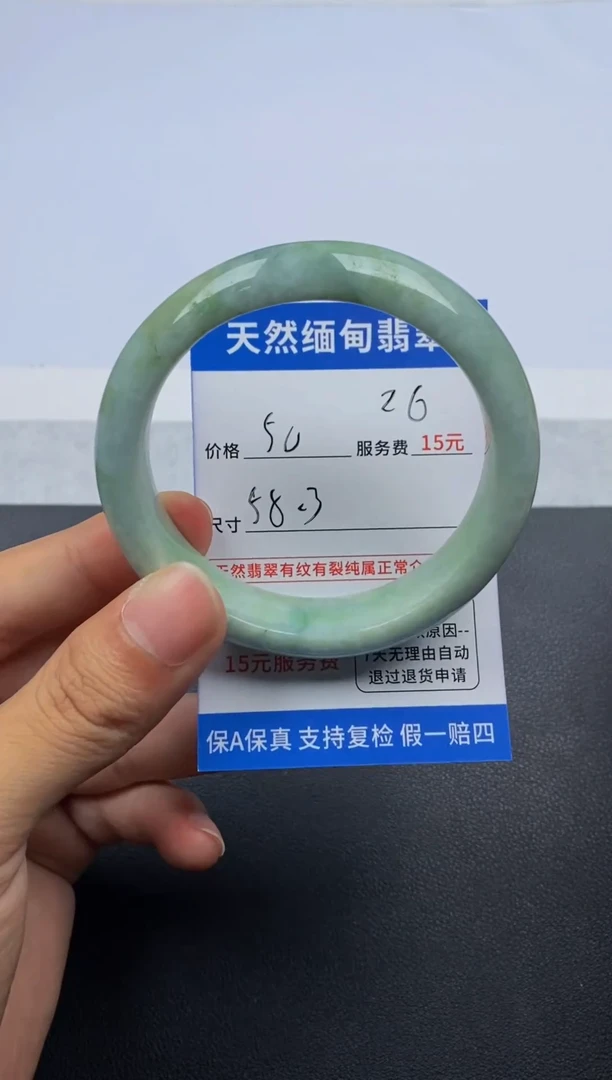 天然缅甸翡翠
26
价格 50 服务费 15元
尺寸 58.3
天然翡翠有纹有裂纯属正常
原因--
15元服务费
7天无理由自动
退过退货申请
保A保真 支持复检 假一赔四